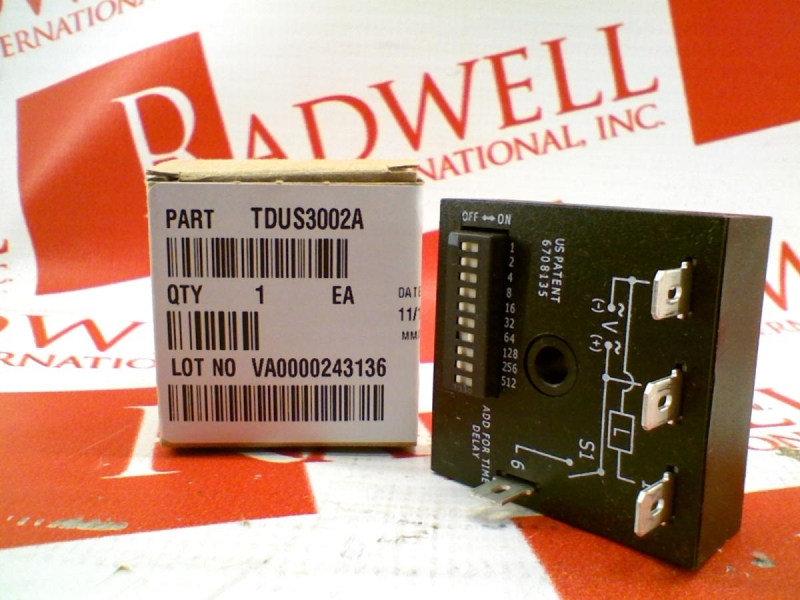 RADWELL
INTERNATIONAL, INC.
PART TDUS3002A
QTY 1 EA
DATE
11/
LOT NO VA0000243136
OFF ↔ ON
1
2
4
8
16
32
64
128
256
512
US PATENT
6708135
ADD FOR TIME
DELAY
~
(-)
V
~
(+)
L
S1
6